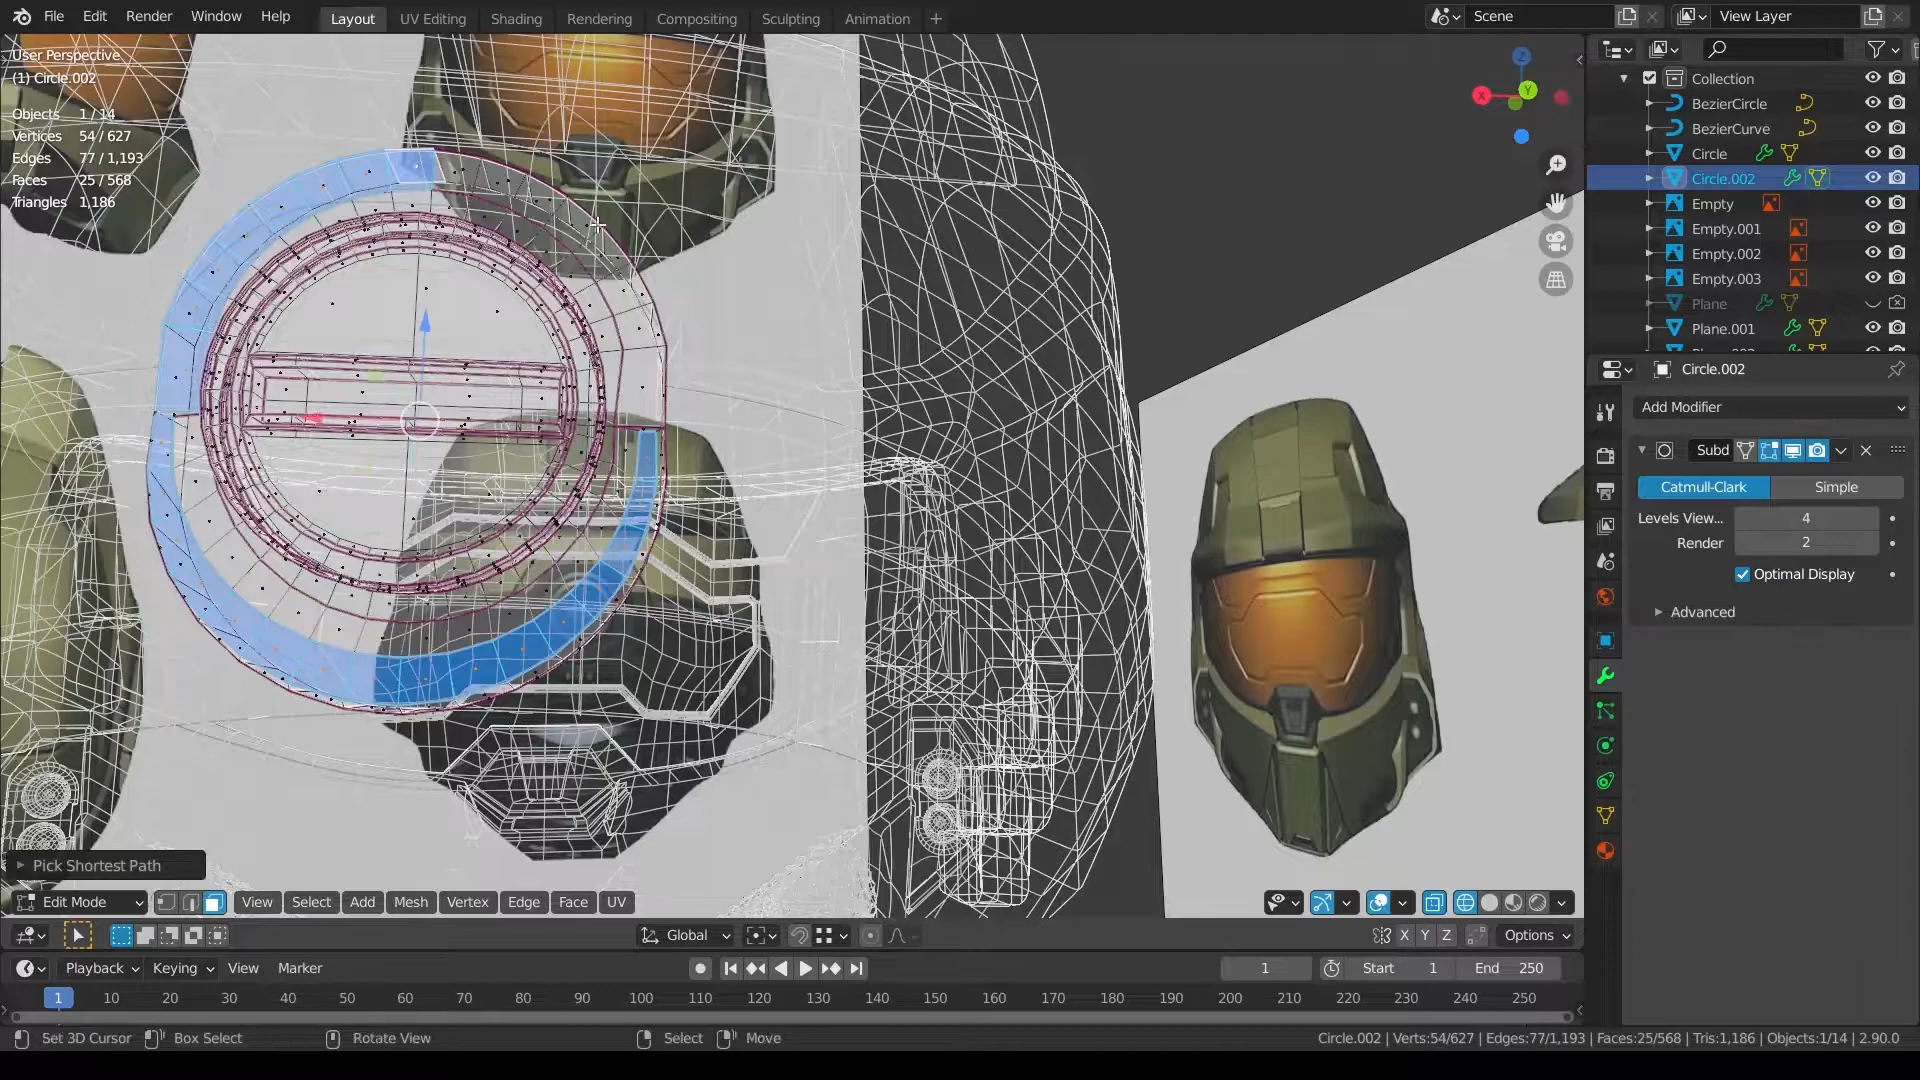 File Edit Render Window Help Layout UV Editing Shading Rendering Compositing Sculpting Animation + Scene View Layer
User Perspective
(1) Circle.002
Objects 1 / 14
Vertices 54 / 627
Edges 77 / 1,193
Faces 25 / 568
Triangles 1,186
Z
X
Y
Collection
BezierCircle
BezierCurve
Circle
Circle.002
Empty
Empty.001
Empty.002
Empty.003
Plane
Plane.001
Circle.002
Add Modifier
Subd
Catmull-Clark Simple
Levels View... 4
Render 2
Optimal Display
Advanced
Pick Shortest Path
Edit Mode View Select Add Mesh Vertex Edge Face UV
Global X Y Z Options
Playback Keying View Marker 1 Start 1 End 250
1 10 20 30 40 50 60 70 80 90 100 110 120 130 140 150 160 170 180 190 200 210 220 230 240 250
Set 3D Cursor Box Select Rotate View Select Move Circle.002 | Verts:54/627 | Edges:77/1,193 | Faces:25/568 | Tris:1,186 | Objects:1/14 | 2.90.0